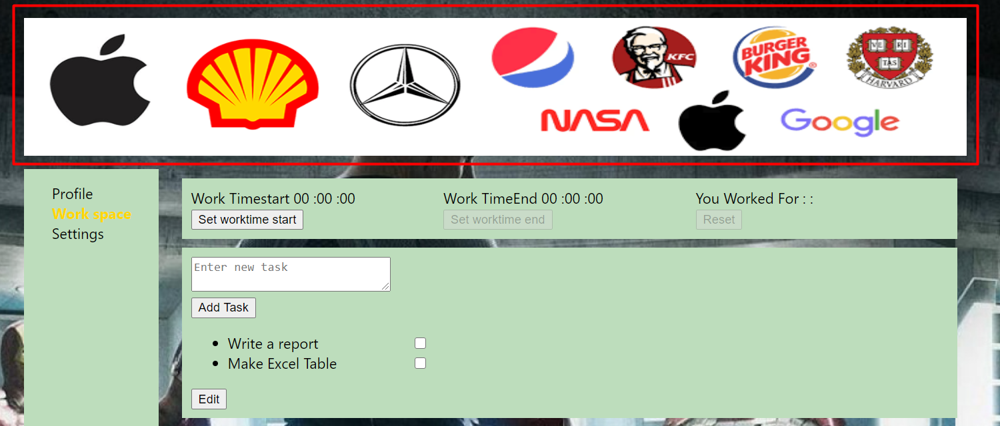 KFC
BURGER
KING
VE RI
TAS
HARVARD
NASA
Google
Profile
Work space
Settings
Work Timestart 00 :00 :00
Work TimeEnd 00 :00 :00
You Worked For : :
Set worktime start
Set worktime end
Reset
Enter new task
Add Task
Write a report
Make Excel Table
Edit